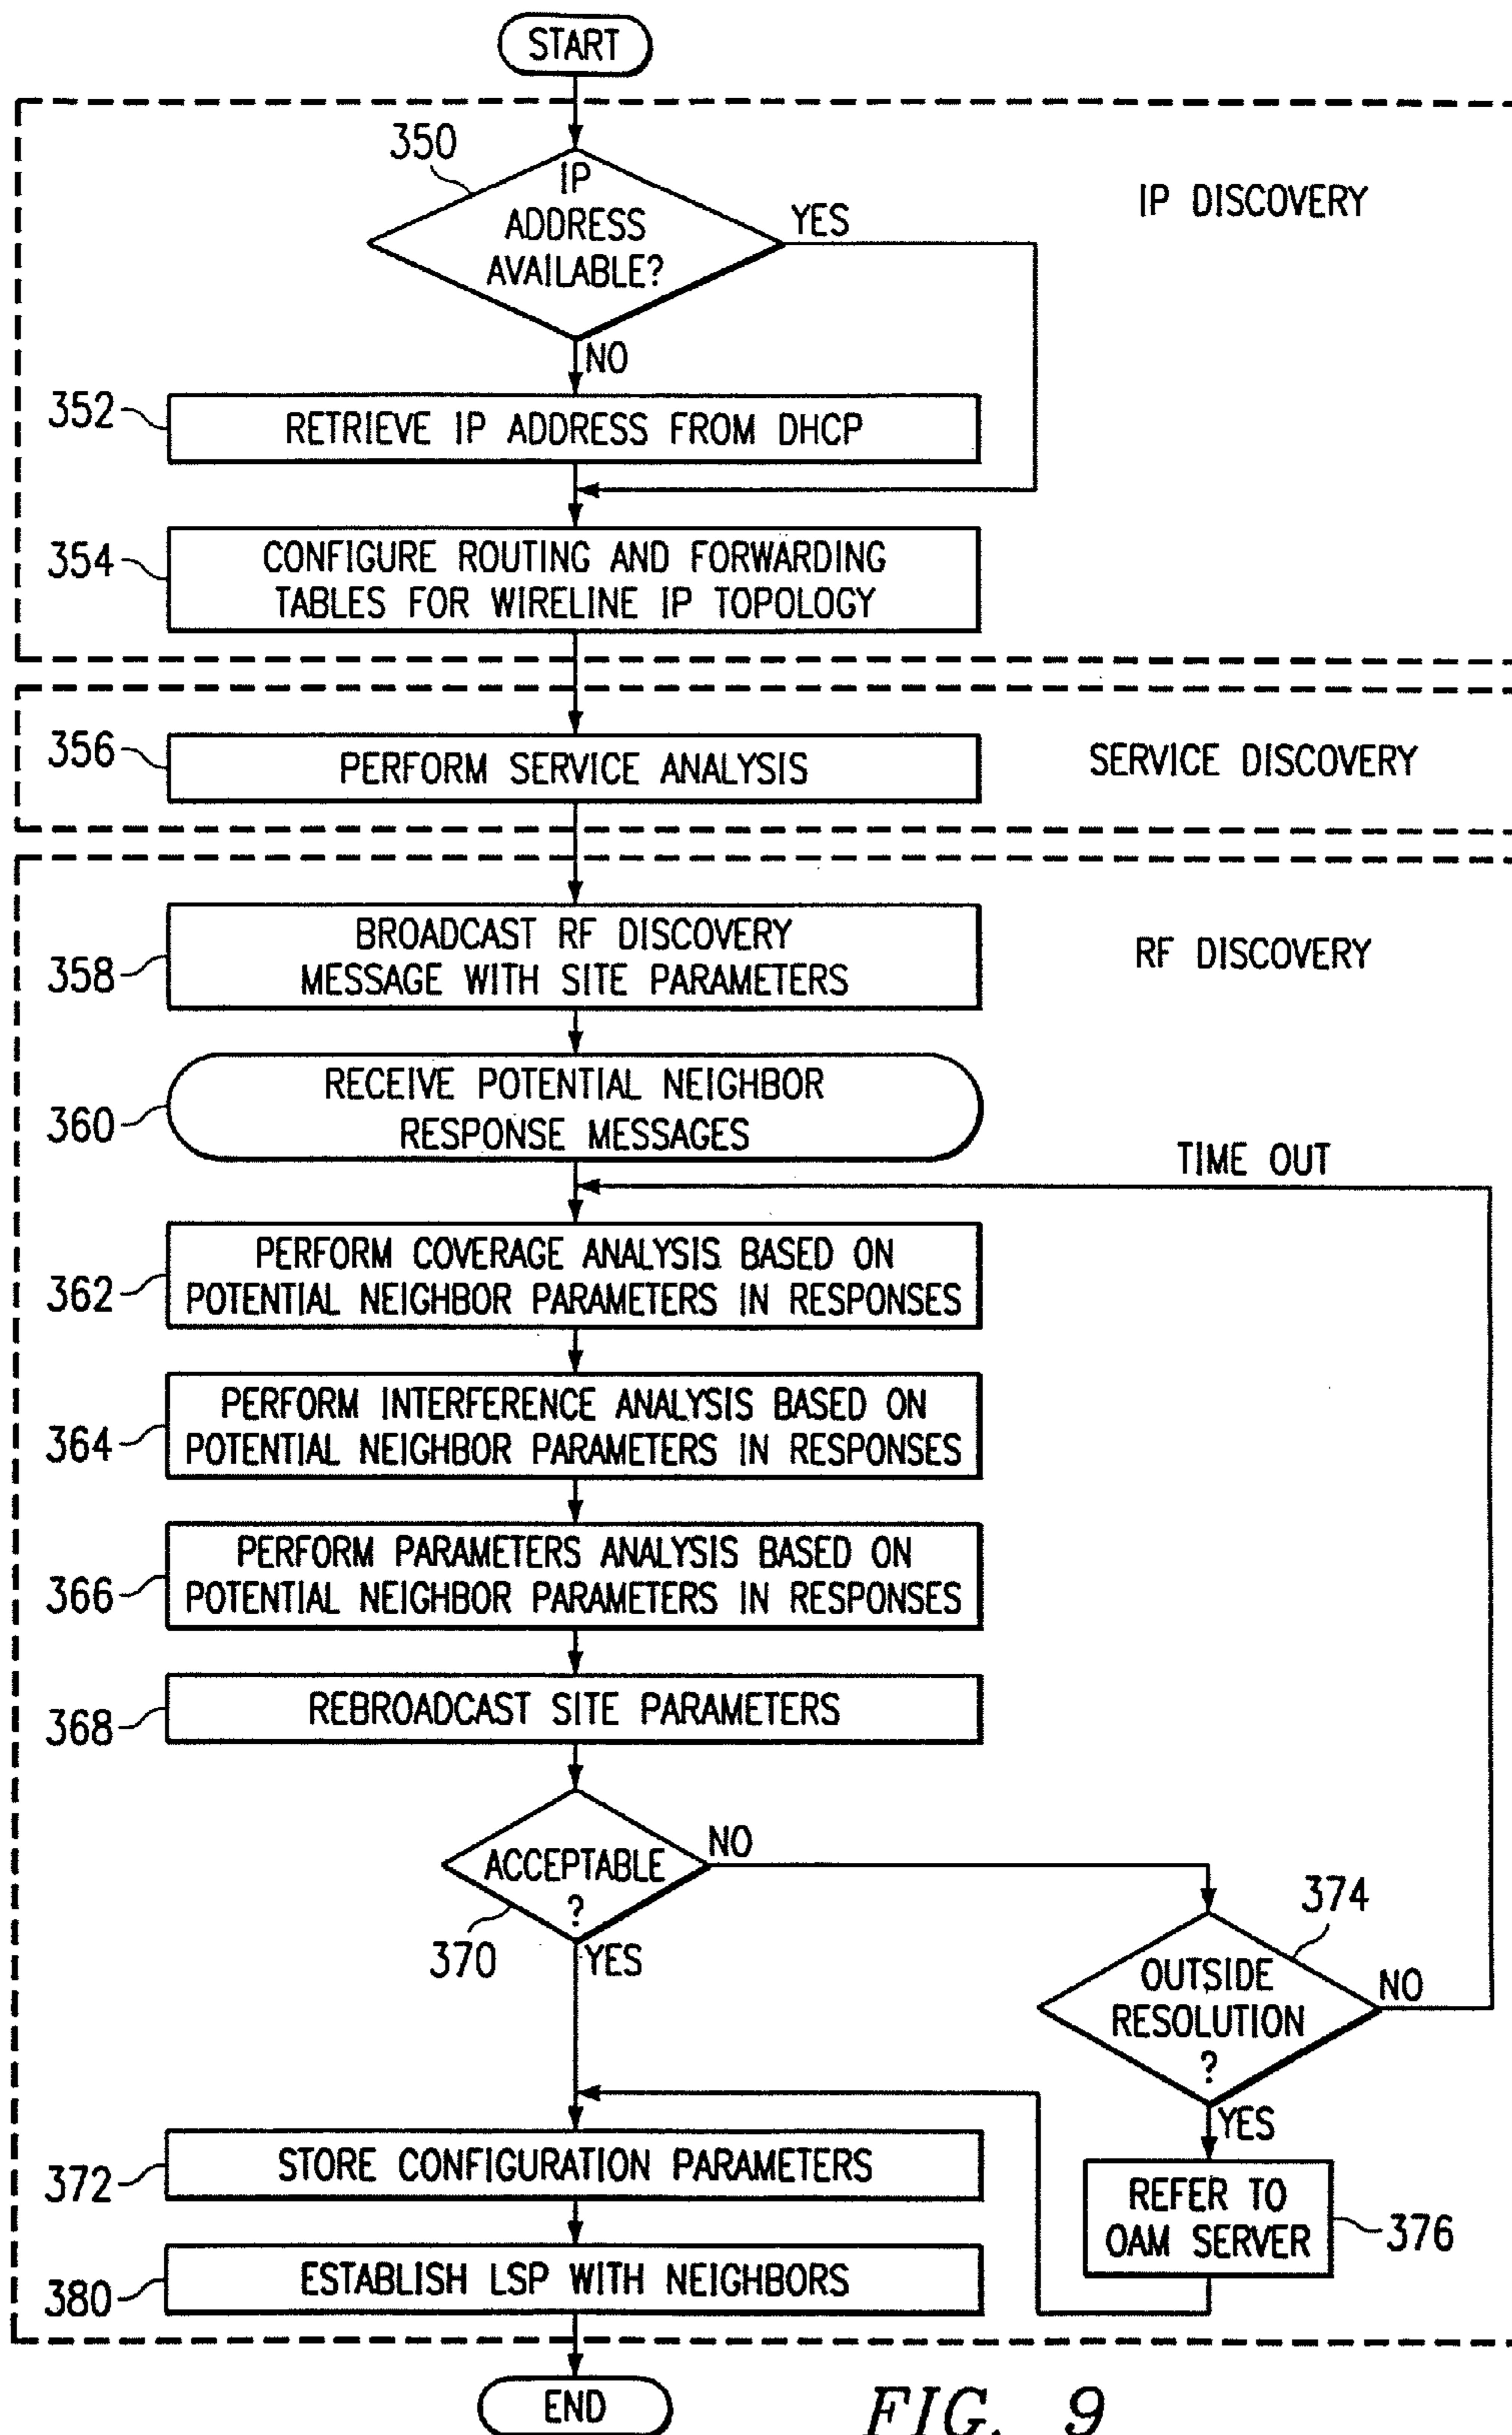 START
350
IP
ADDRESS
AVAILABLE?
YES
IP DISCOVERY
NO
352
RETRIEVE IP ADDRESS FROM DHCP
354
CONFIGURE ROUTING AND FORWARDING
TABLES FOR WIRELINE IP TOPOLOGY
356
PERFORM SERVICE ANALYSIS
SERVICE DISCOVERY
358
BROADCAST RF DISCOVERY
MESSAGE WITH SITE PARAMETERS
RF DISCOVERY
360
RECEIVE POTENTIAL NEIGHBOR
RESPONSE MESSAGES
TIME OUT
362
PERFORM COVERAGE ANALYSIS BASED ON
POTENTIAL NEIGHBOR PARAMETERS IN RESPONSES
364
PERFORM INTERFERENCE ANALYSIS BASED ON
POTENTIAL NEIGHBOR PARAMETERS IN RESPONSES
366
PERFORM PARAMETERS ANALYSIS BASED ON
POTENTIAL NEIGHBOR PARAMETERS IN RESPONSES
368
REBROADCAST SITE PARAMETERS
ACCEPTABLE
?
NO
370
YES
374
OUTSIDE
RESOLUTION
?
NO
YES
372
STORE CONFIGURATION PARAMETERS
REFER TO
OAM SERVER
376
380
ESTABLISH LSP WITH NEIGHBORS
END
FIG. 9